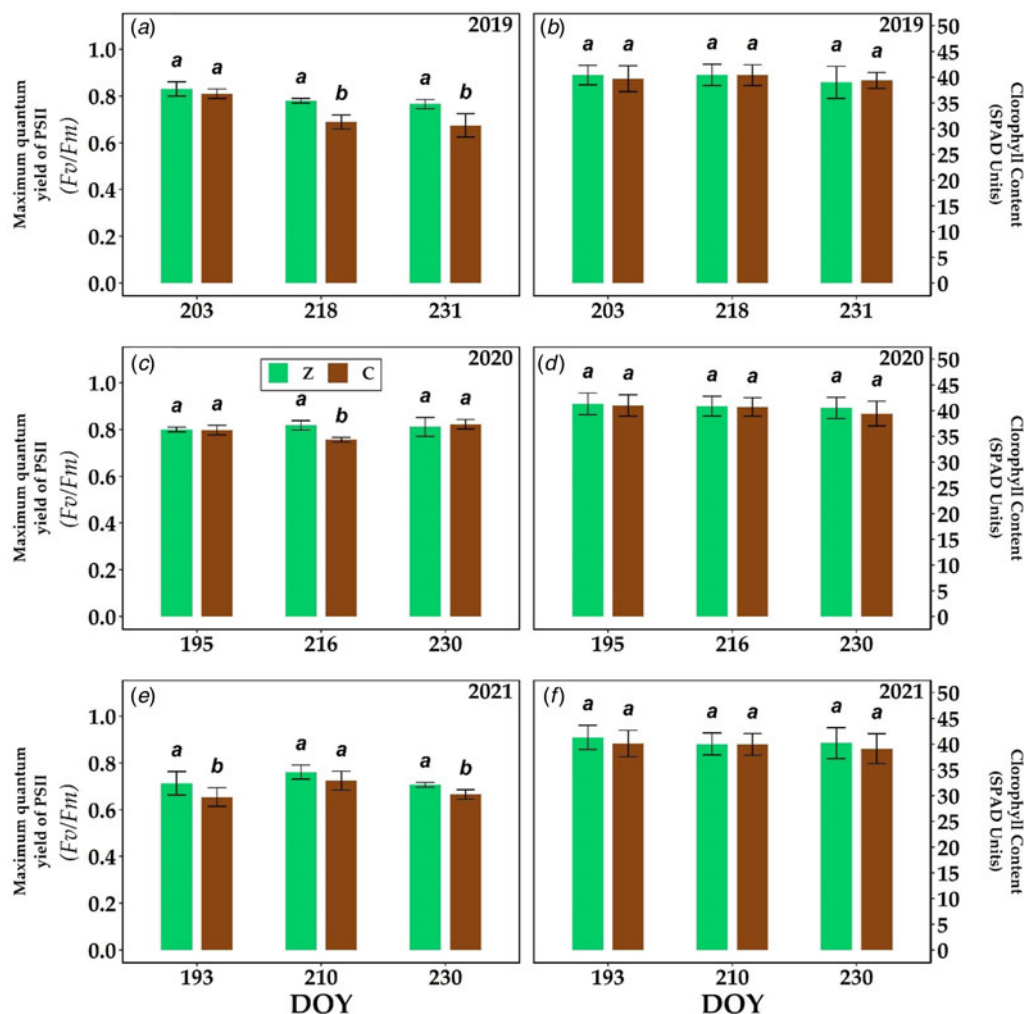 (a)
2019
Maximum quantum
yield of PSII
(Fv/Fm)
1.0
0.8
0.6
0.4
0.2
0.0
a a a b a b
203 218 231
(b)
2019
a a a a a a
50
45
40
35
30
25
20
15
10
5
0
Clorophyll Content
(SPAD Units)
203 218 231
(c)
2020
Z C
Maximum quantum
yield of PSII
(Fv/Fm)
1.0
0.8
0.6
0.4
0.2
0.0
a a a b a a
195 216 230
(d)
2020
a a a a a a
50
45
40
35
30
25
20
15
10
5
0
Clorophyll Content
(SPAD Units)
195 216 230
(e)
2021
Maximum quantum
yield of PSII
(Fv/Fm)
1.0
0.8
0.6
0.4
0.2
0.0
a b a a a b
193 210 230
DOY
(f)
2021
a a a a a a
50
45
40
35
30
25
20
15
10
5
0
Clorophyll Content
(SPAD Units)
193 210 230
DOY